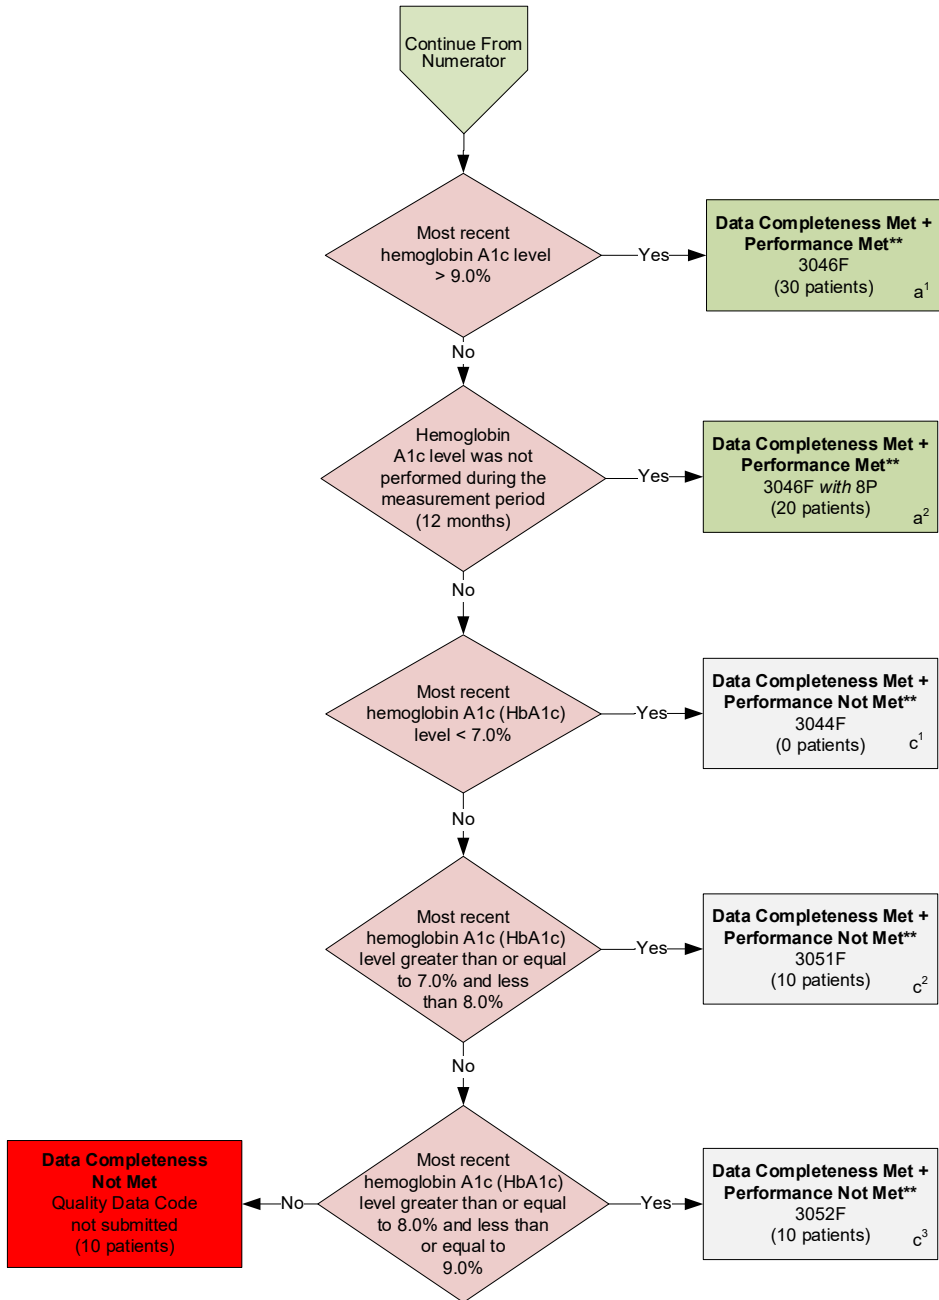 Continue From
Numerator
Most recent
hemoglobin A1c level
> 9.0%
Yes
Data Completeness Met +
Performance Met**
3046F
(30 patients)
a¹
No
Hemoglobin
A1c level was not
performed during the
measurement period
(12 months)
Yes
Data Completeness Met +
Performance Met**
3046F with 8P
(20 patients)
a²
No
Most recent
hemoglobin A1c (HbA1c)
level < 7.0%
Yes
Data Completeness Met +
Performance Not Met**
3044F
(0 patients)
c¹
No
Most recent
hemoglobin A1c (HbA1c)
level greater than or equal
to 7.0% and less
than 8.0%
Yes
Data Completeness Met +
Performance Not Met**
3051F
(10 patients)
c²
No
Most recent
hemoglobin A1c (HbA1c)
level greater than or equal
to 8.0% and less than
or equal to
9.0%
Yes
Data Completeness Met +
Performance Not Met**
3052F
(10 patients)
c³
No
Data Completeness
Not Met
Quality Data Code
not submitted
(10 patients)